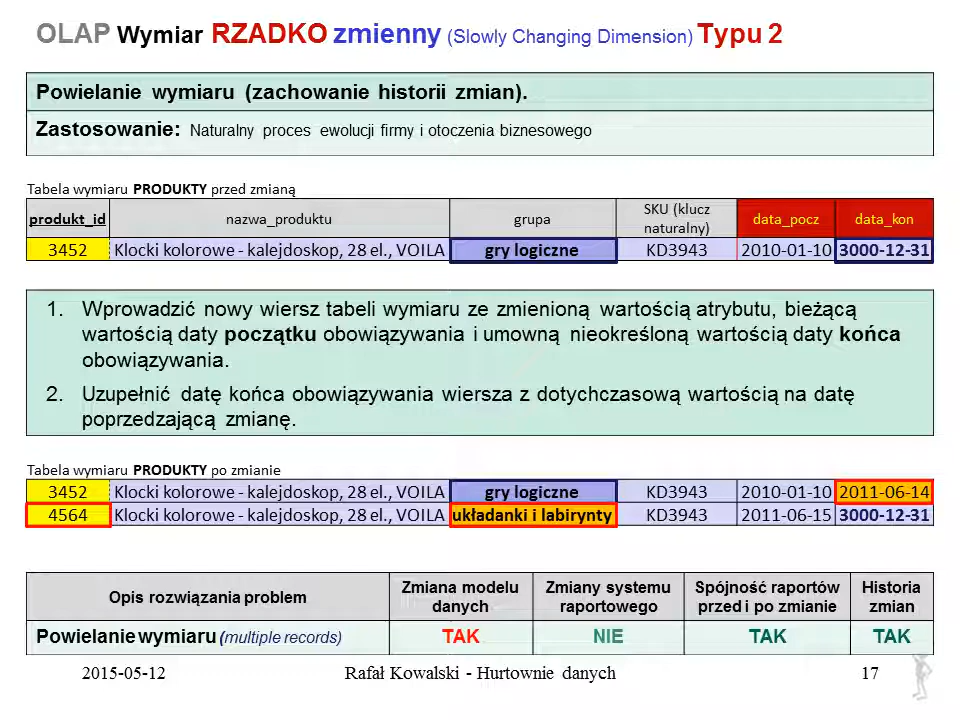 OLAP Wymiar RZADKO zmienny (Slowly Changing Dimension) Typu 2
Powielanie wymiaru (zachowanie historii zmian).
Zastosowanie: Naturalny proces ewolucji firmy i otoczenia biznesowego
Tabela wymiaru PRODUKTY przed zmianą
produkt_id nazwa_produktu grupa SKU (klucz naturalny) data_pocz data_kon
3452 Klocki kolorowe - kalejdoskop, 28 el., VOILA gry logiczne KD3943 2010-01-10 3000-12-31
1. Wprowadzić nowy wiersz tabeli wymiaru ze zmienioną wartością atrybutu, bieżącą
wartością daty początku obowiązywania i umowną nieokreśloną wartością daty końca
obowiązywania.
2. Uzupełnić datę końca obowiązywania wiersza z dotychczasową wartością na datę
poprzedzającą zmianę.
Tabela wymiaru PRODUKTY po zmianie
3452 Klocki kolorowe - kalejdoskop, 28 el., VOILA gry logiczne KD3943 2010-01-10 2011-06-14
4564 Klocki kolorowe - kalejdoskop, 28 el., VOILA układanki i labirynty KD3943 2011-06-15 3000-12-31
Opis rozwiązania problem Zmiana modelu danych Zmiany systemu raportowego Spójność raportów przed i po zmianie Historia zmian
Powielanie wymiaru (multiple records) TAK NIE TAK TAK
2015-05-12 Rafał Kowalski - Hurtownie danych 17